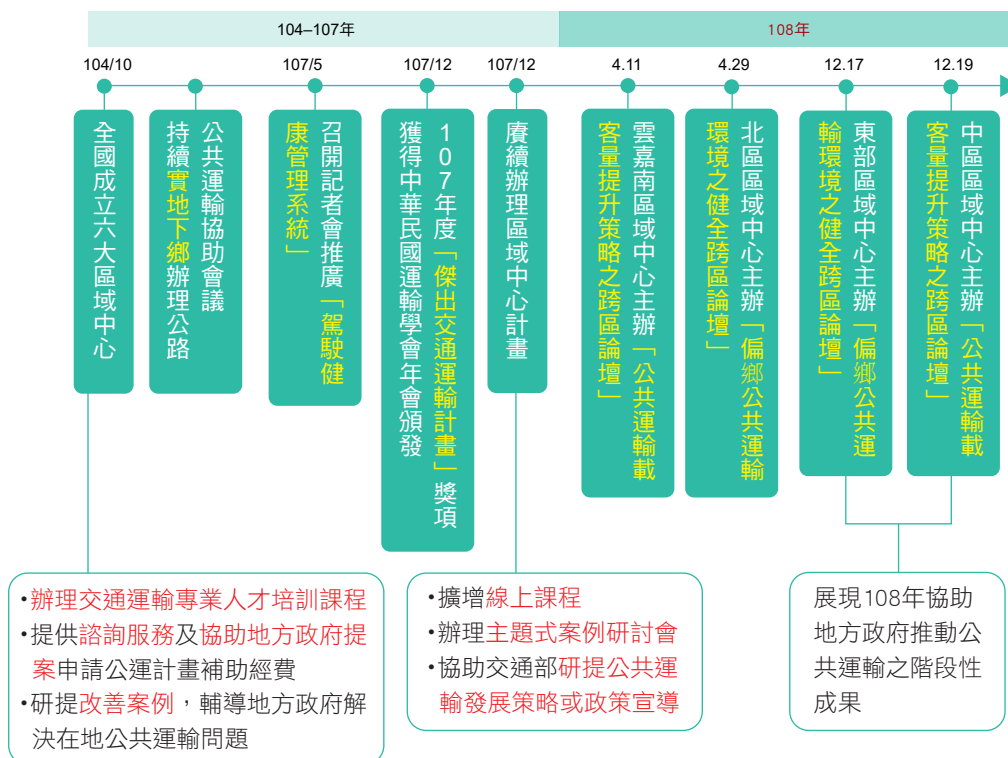 104–107年
108年
104/10
107/5
107/12
107/12
4.11
4.29
12.17
12.19
全國成立六大區域中心
持續實地下鄉辦理公路
公共運輸協助會議
召開記者會推廣「駕駛健
康管理系統」
107年度「傑出交通運輸計畫」獎項
獲得中華民國運輸學會年會頒發
賡續辦理區域中心計畫
雲嘉南區域中心主辦「公共運輸載
客量提升策略之跨區論壇」
北區區域中心主辦「偏鄉公共運輸
環境之健全跨區論壇」
東部區域中心主辦「偏鄉公共運
輸環境之健全跨區論壇」
中區區域中心主辦「公共運輸載
客量提升策略之跨區論壇」
•辦理交通運輸專業人才培訓課程
•提供諮詢服務及協助地方政府提
案申請公運計畫補助經費
•研提改善案例，輔導地方政府解
決在地公共運輸問題
•擴增線上課程
•辦理主題式案例研討會
•協助交通部研提公共運
輸發展策略或政策宣導
展現108年協助
地方政府推動公
共運輸之階段性
成果